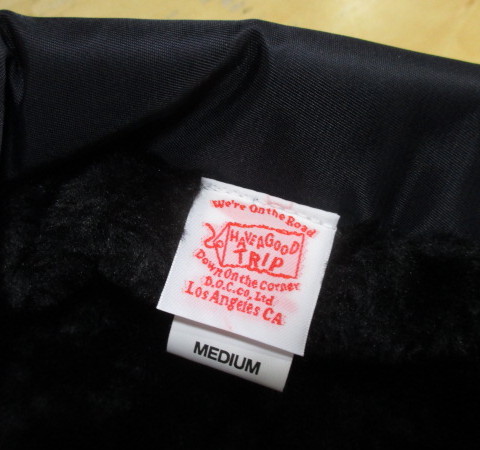 We're On the Road
HAVE A GOOD
TRIP
Down On the Corner
D.O.C.co, Ltd
Los Angeles CA
MEDIUM